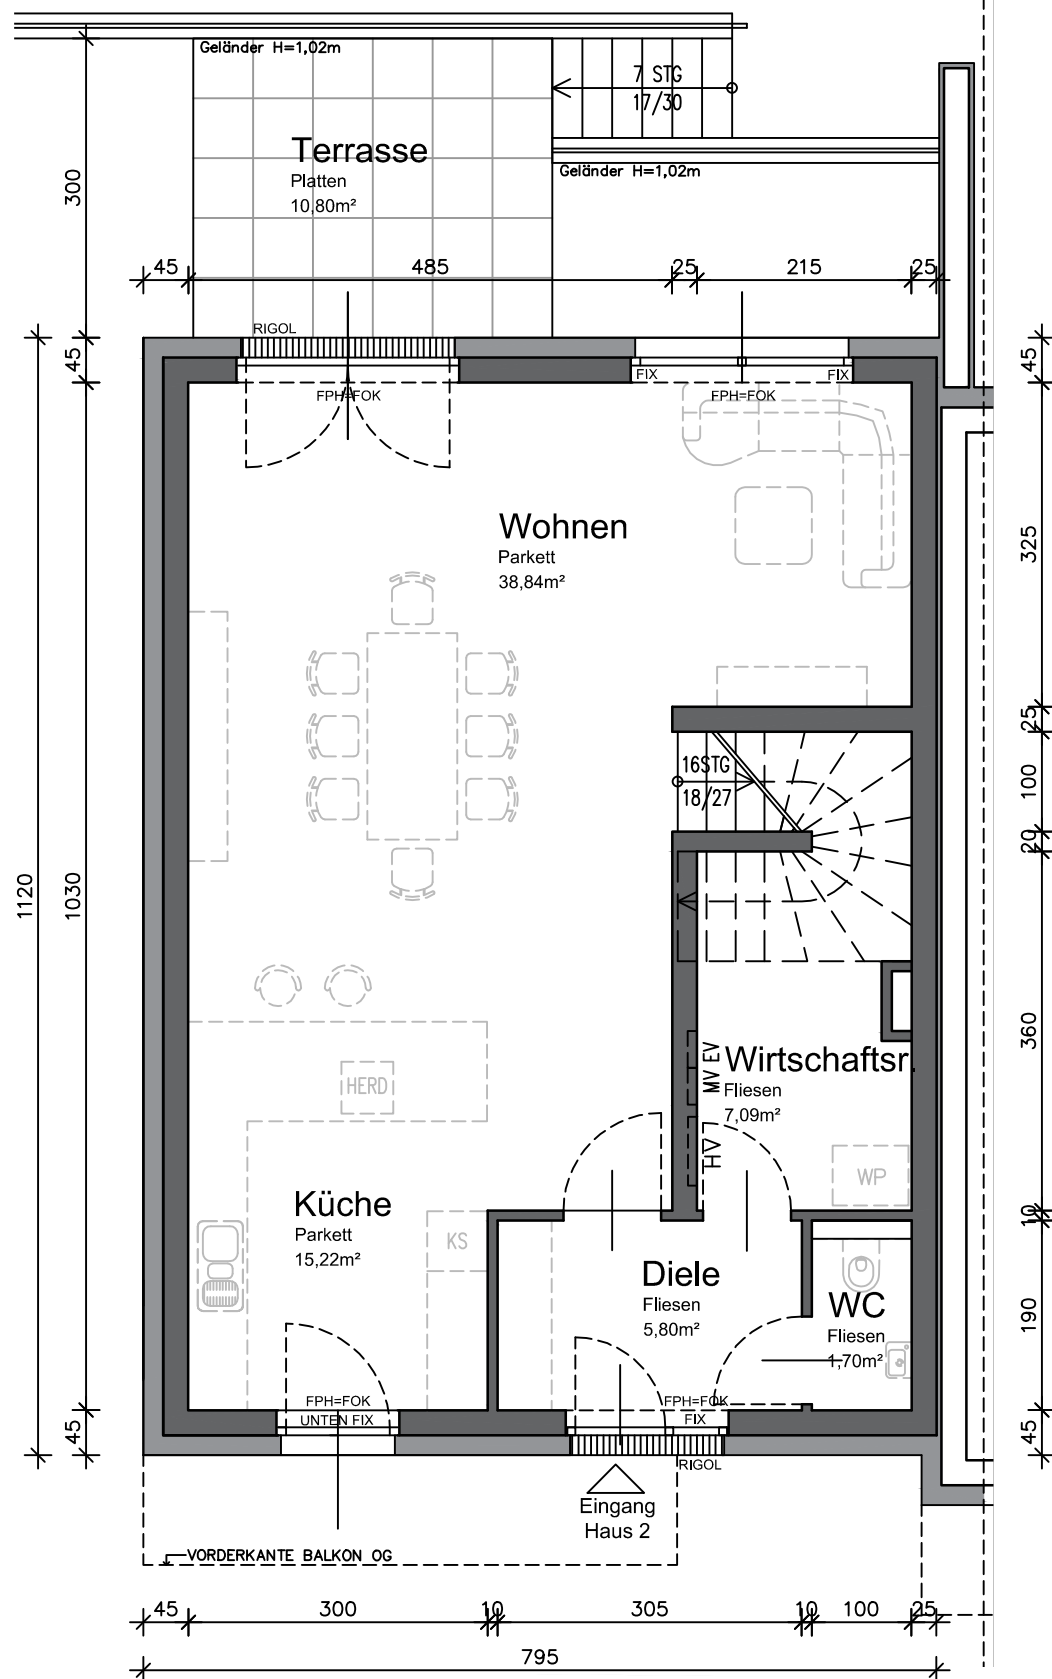 Geländer H=1,02m
7 STG
17/30
Terrasse
Platten
10,80m²
Geländer H=1,02m
300
45
485
25
215
25
RIGOL
45
FIX
FIX
FPH=FOK
FPH=FOK
45
Wohnen
Parkett
38,84m²
325
25
16STG
18/27
100
20
1120
1030
HERD
MV EV
Wirtschaftsr.
Fliesen
7,09m²
360
HV
WP
Küche
Parkett
15,22m²
KS
10
Diele
Fliesen
5,80m²
WC
Fliesen
1,70m²
190
FPH=FOK
UNTEN FIX
FPH=FOK
FIX
45
45
RIGOL
Eingang
Haus 2
VORDERKANTE BALKON OG
45
300
10
305
10
100
25
795